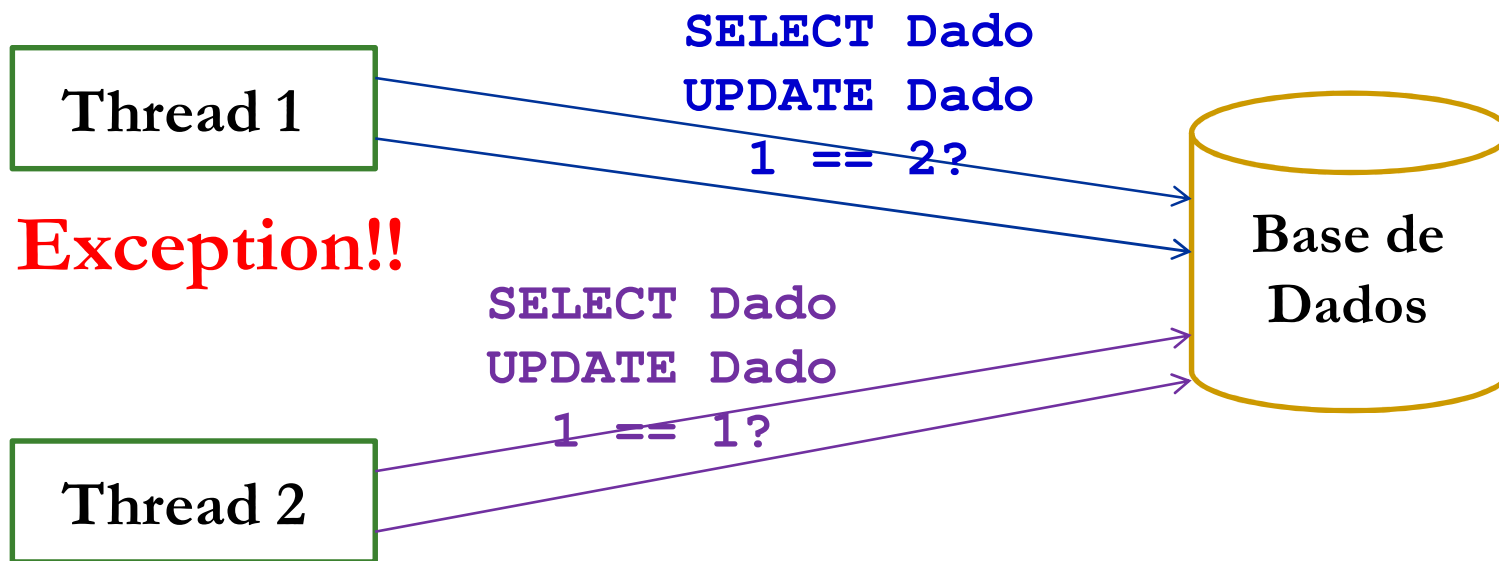 SELECT Dado
UPDATE Dado
1 == 2?
Thread 1
Exception!!
Base de
Dados
SELECT Dado
UPDATE Dado
1 == 1?
Thread 2